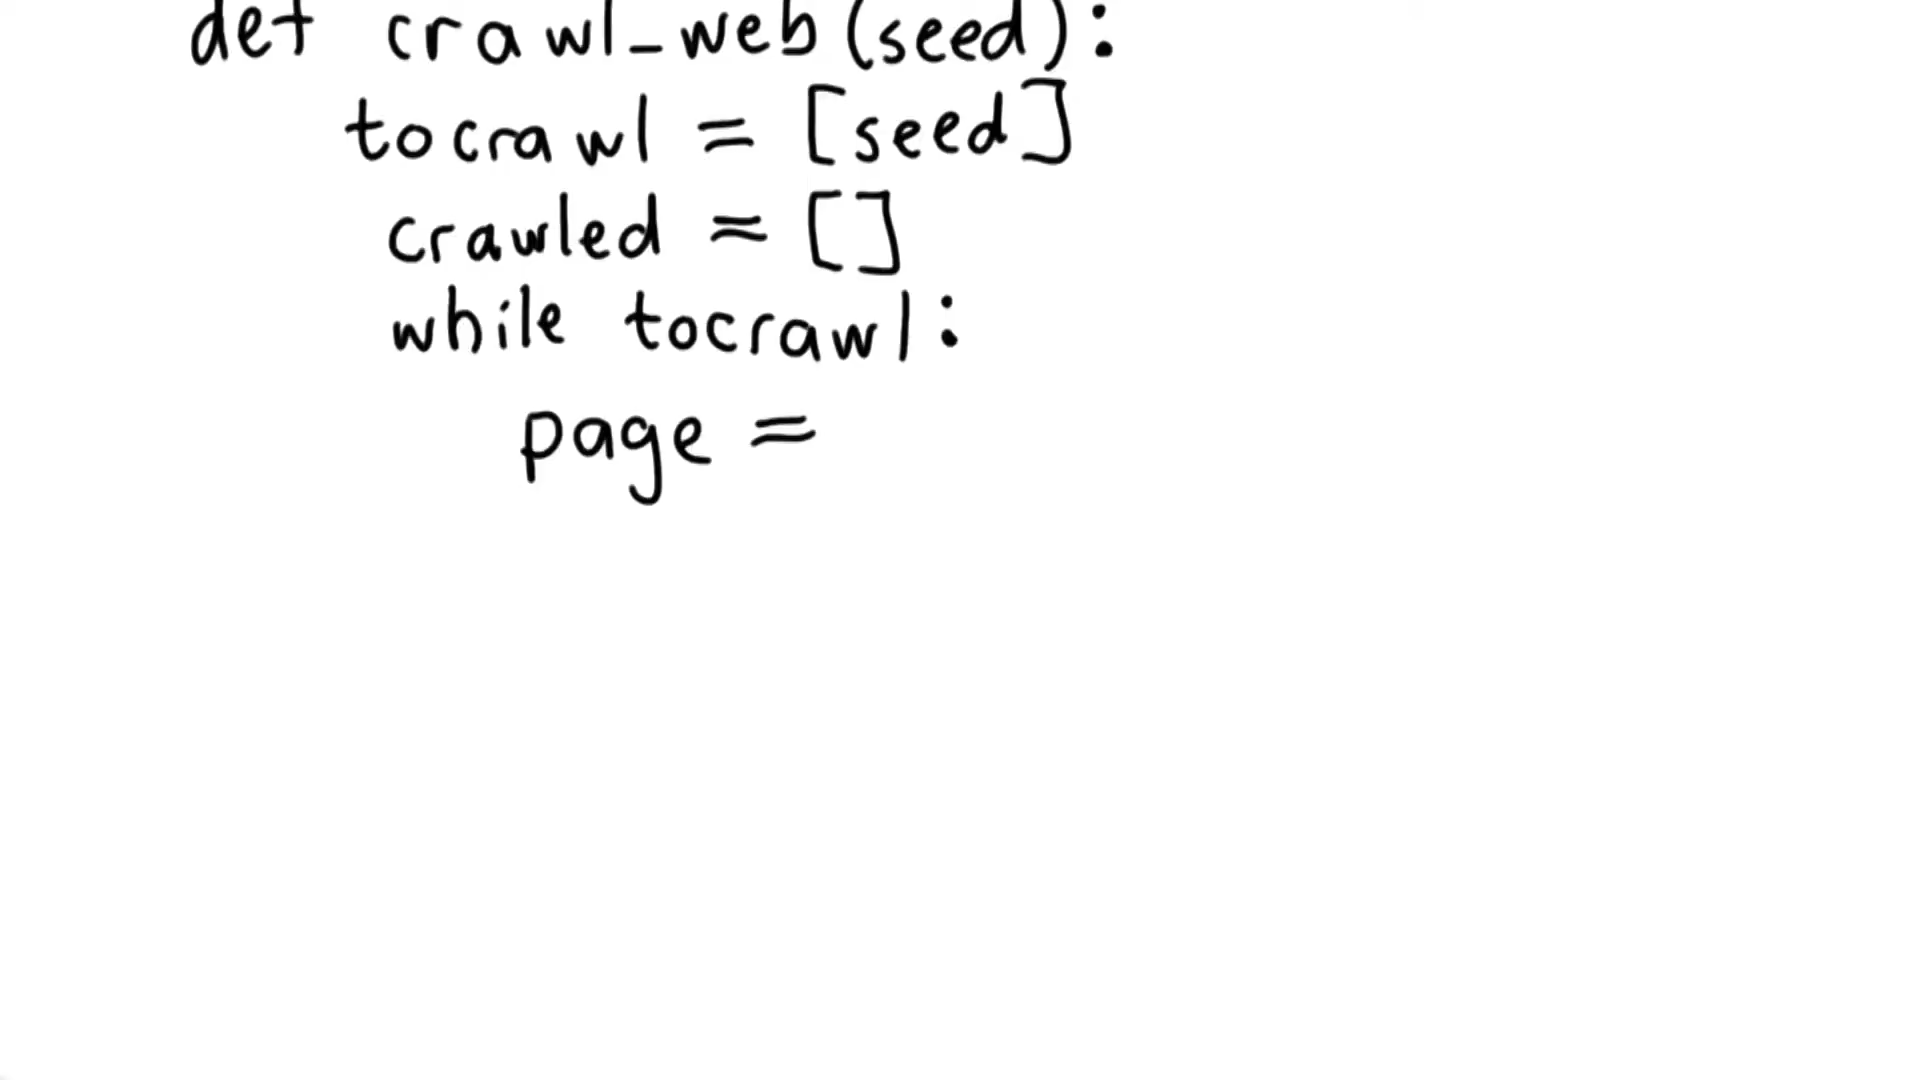 def crawl_web(seed):
tocrawl = [seed]
crawled = []
while tocrawl:
page =